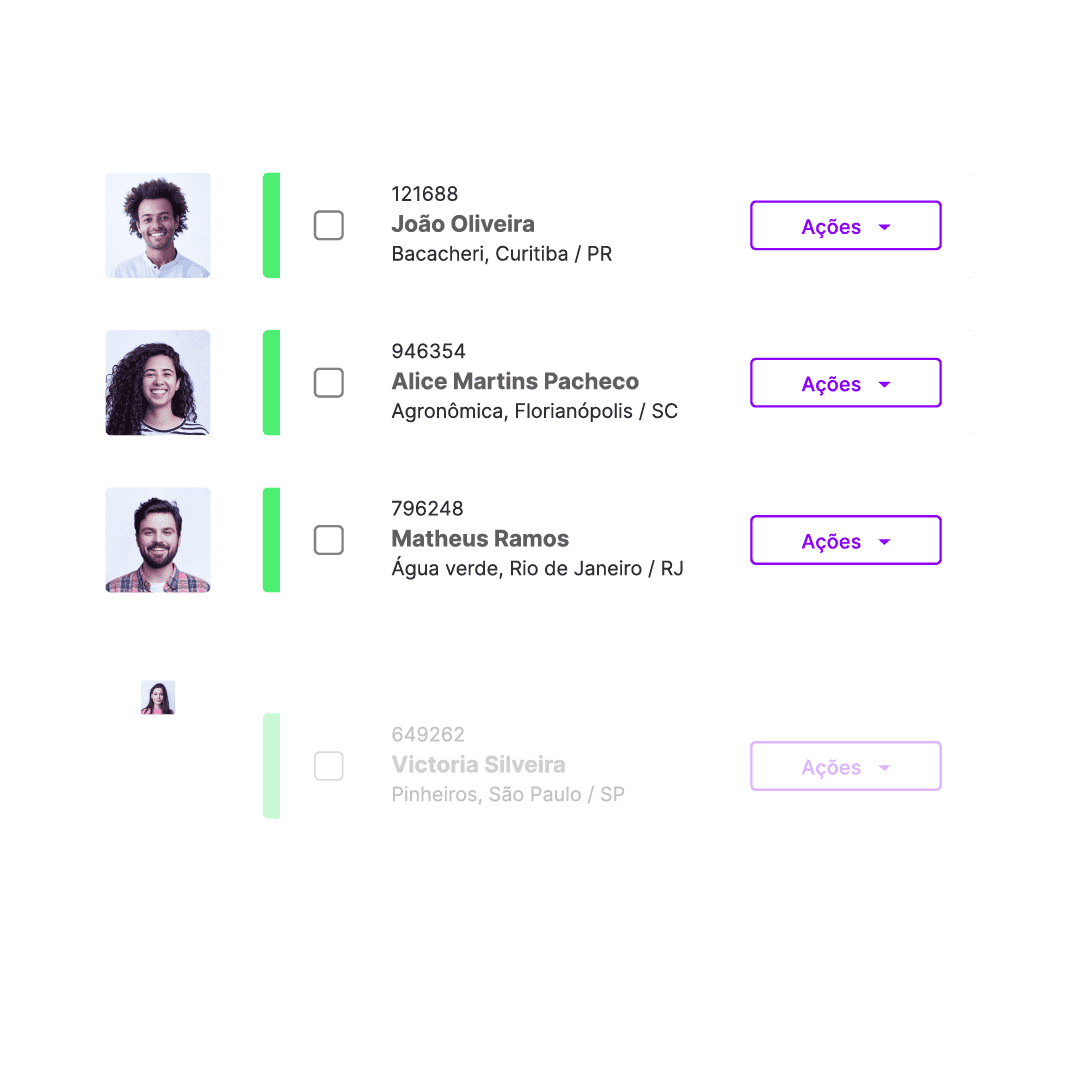 121688
João Oliveira
Bacacheri, Curitiba / PR
Ações
946354
Alice Martins Pacheco
Agronômica, Florianópolis / SC
Ações
796248
Matheus Ramos
Água verde, Rio de Janeiro / RJ
Ações
649262
Victoria Silveira
Pinheiros, São Paulo / SP
Ações